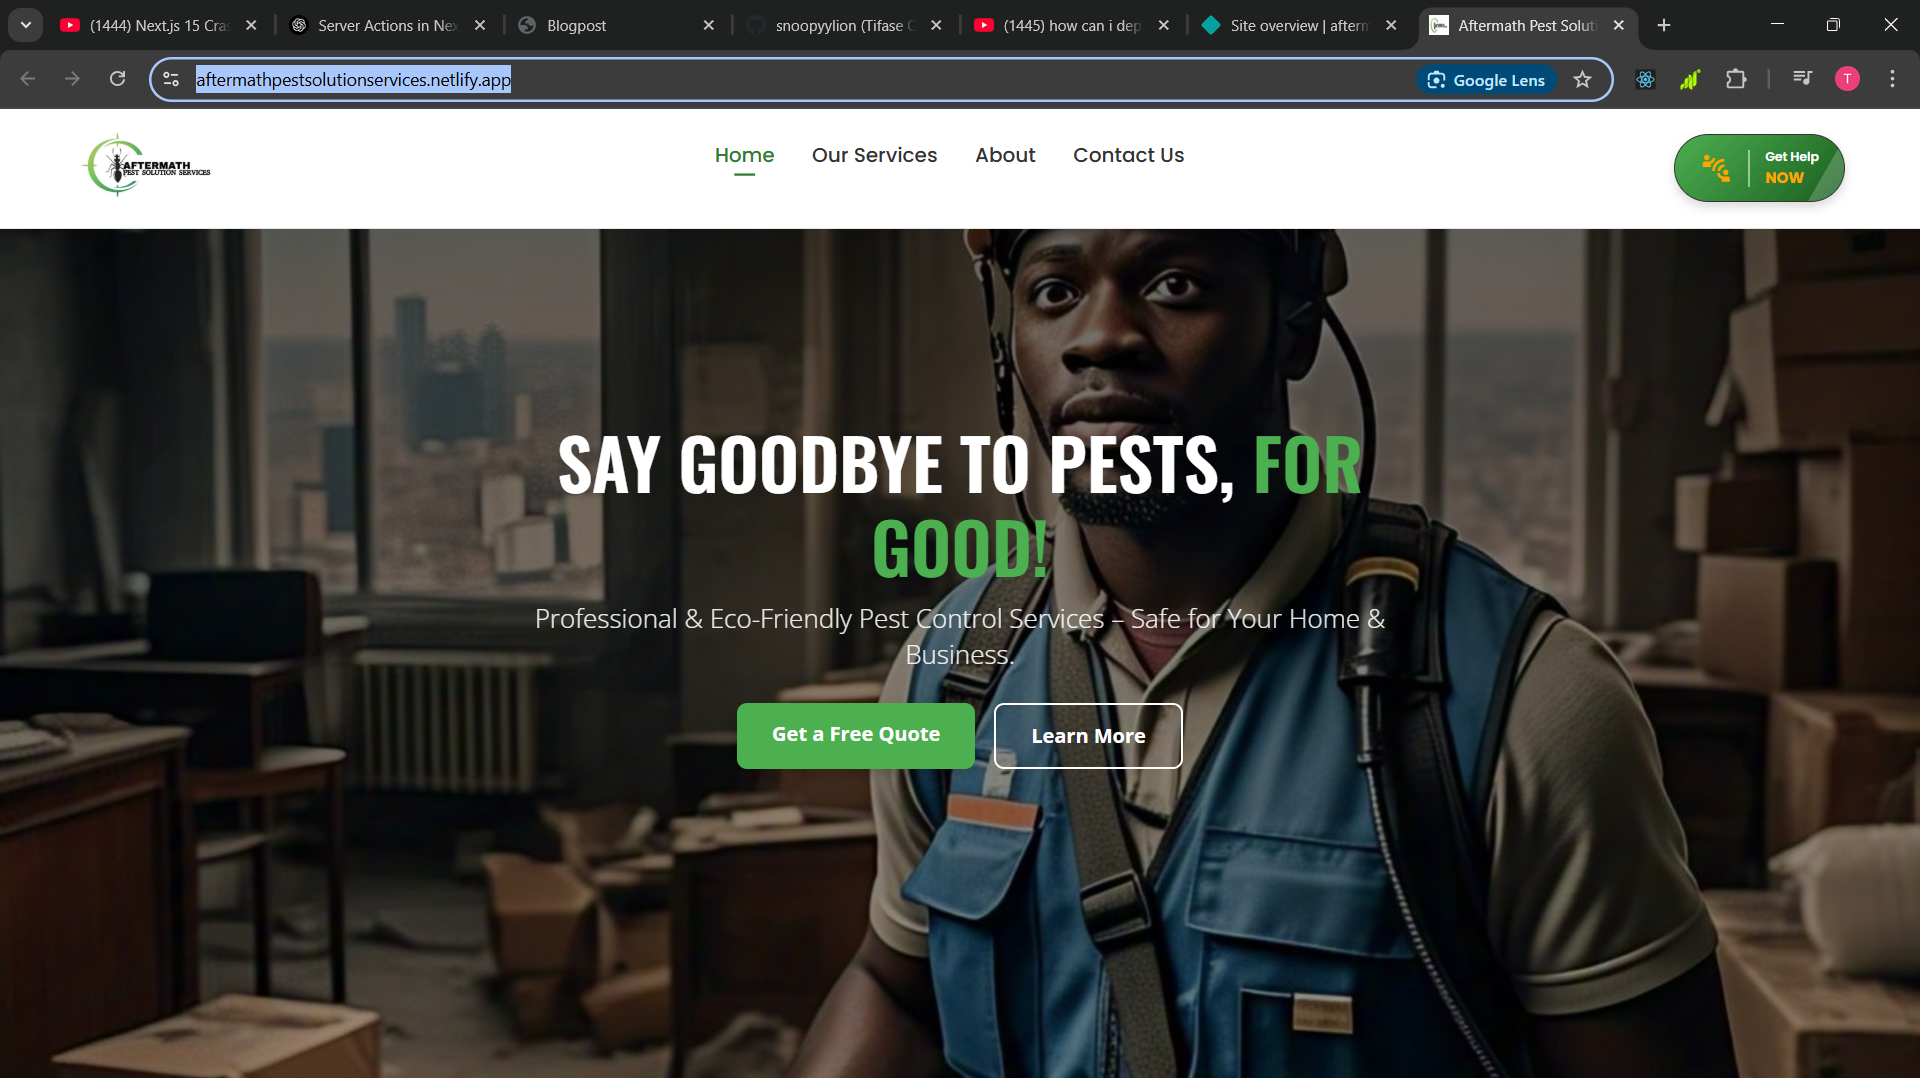 (1444) Next.js 15 Cras
Server Actions in Nex
Blogpost
snoopyylion (Tifase O
(1445) how can i dep
Site overview | afterm
Aftermath Pest Soluti
aftermathpestsolutionservices.netlify.app
Google Lens
T
AFTERMATH
PEST SOLUTION SERVICES
Home
Our Services
About
Contact Us
Get Help
NOW
SAY GOODBYE TO PESTS, FOR
GOOD!
Professional & Eco-Friendly Pest Control Services – Safe for Your Home &
Business.
Get a Free Quote
Learn More